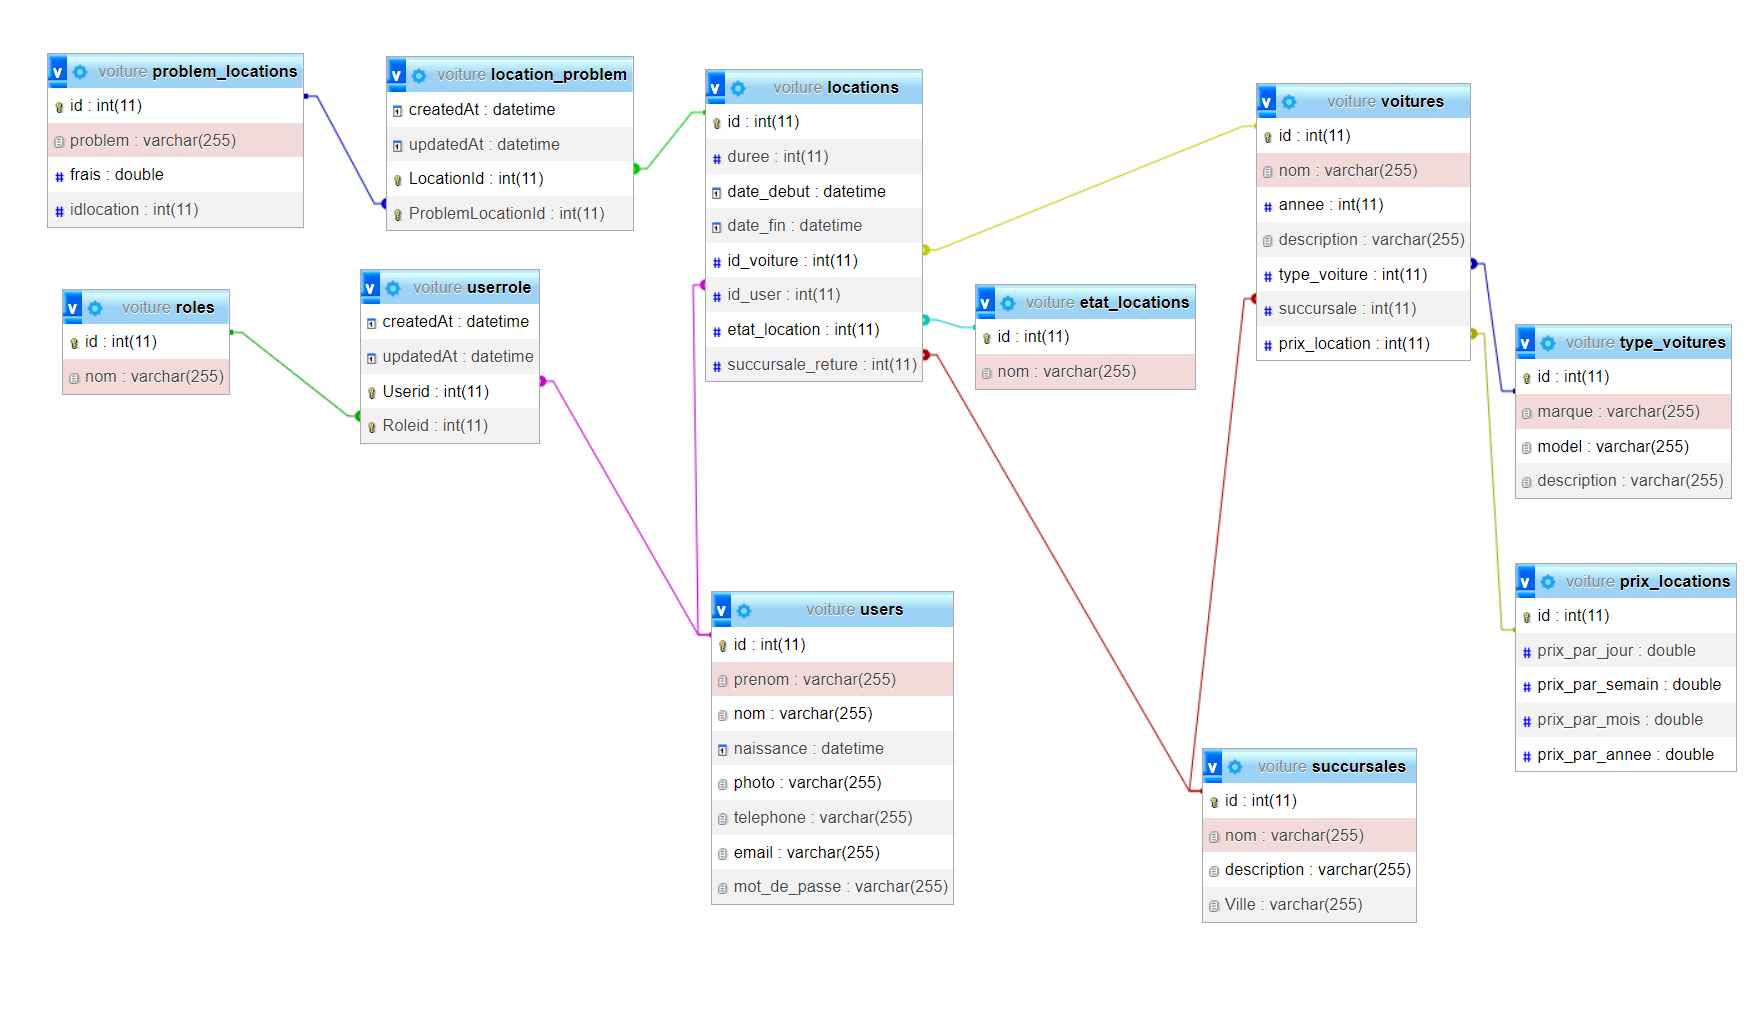 v voiture problem_locations
id : int(11)
problem : varchar(255)
# frais : double
# idlocation : int(11)
v voiture location_problem
createdAt : datetime
updatedAt : datetime
LocationId : int(11)
ProblemLocationId : int(11)
v voiture locations
id : int(11)
# duree : int(11)
date_debut : datetime
date_fin : datetime
# id_voiture : int(11)
# id_user : int(11)
# etat_location : int(11)
# succursale_reture : int(11)
v voiture voitures
id : int(11)
nom : varchar(255)
# annee : int(11)
description : varchar(255)
# type_voiture : int(11)
# succursale : int(11)
# prix_location : int(11)
v voiture roles
id : int(11)
nom : varchar(255)
v voiture userrole
createdAt : datetime
updatedAt : datetime
Userid : int(11)
Roleid : int(11)
v voiture etat_locations
id : int(11)
nom : varchar(255)
v voiture type_voitures
id : int(11)
marque : varchar(255)
model : varchar(255)
description : varchar(255)
v voiture users
id : int(11)
prenom : varchar(255)
nom : varchar(255)
naissance : datetime
photo : varchar(255)
telephone : varchar(255)
email : varchar(255)
mot_de_passe : varchar(255)
v voiture prix_locations
id : int(11)
# prix_par_jour : double
# prix_par_semain : double
# prix_par_mois : double
# prix_par_annee : double
v voiture succursales
id : int(11)
nom : varchar(255)
description : varchar(255)
Ville : varchar(255)